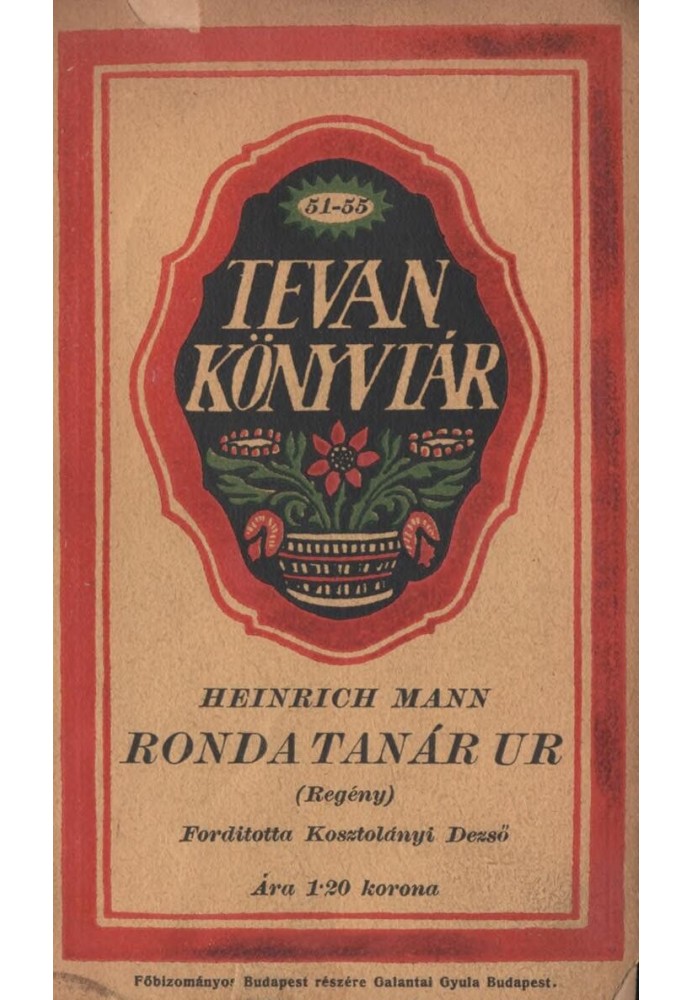 51-55
TEVAN
KÖNYVTÁR
HEINRICH MANN
RONDA TANÁR UR
(Regény)
Forditotta Kosztolányi Dezső
Ára 1·20 korona
Főbizományos Budapest részére Galantai Gyula Budapest.